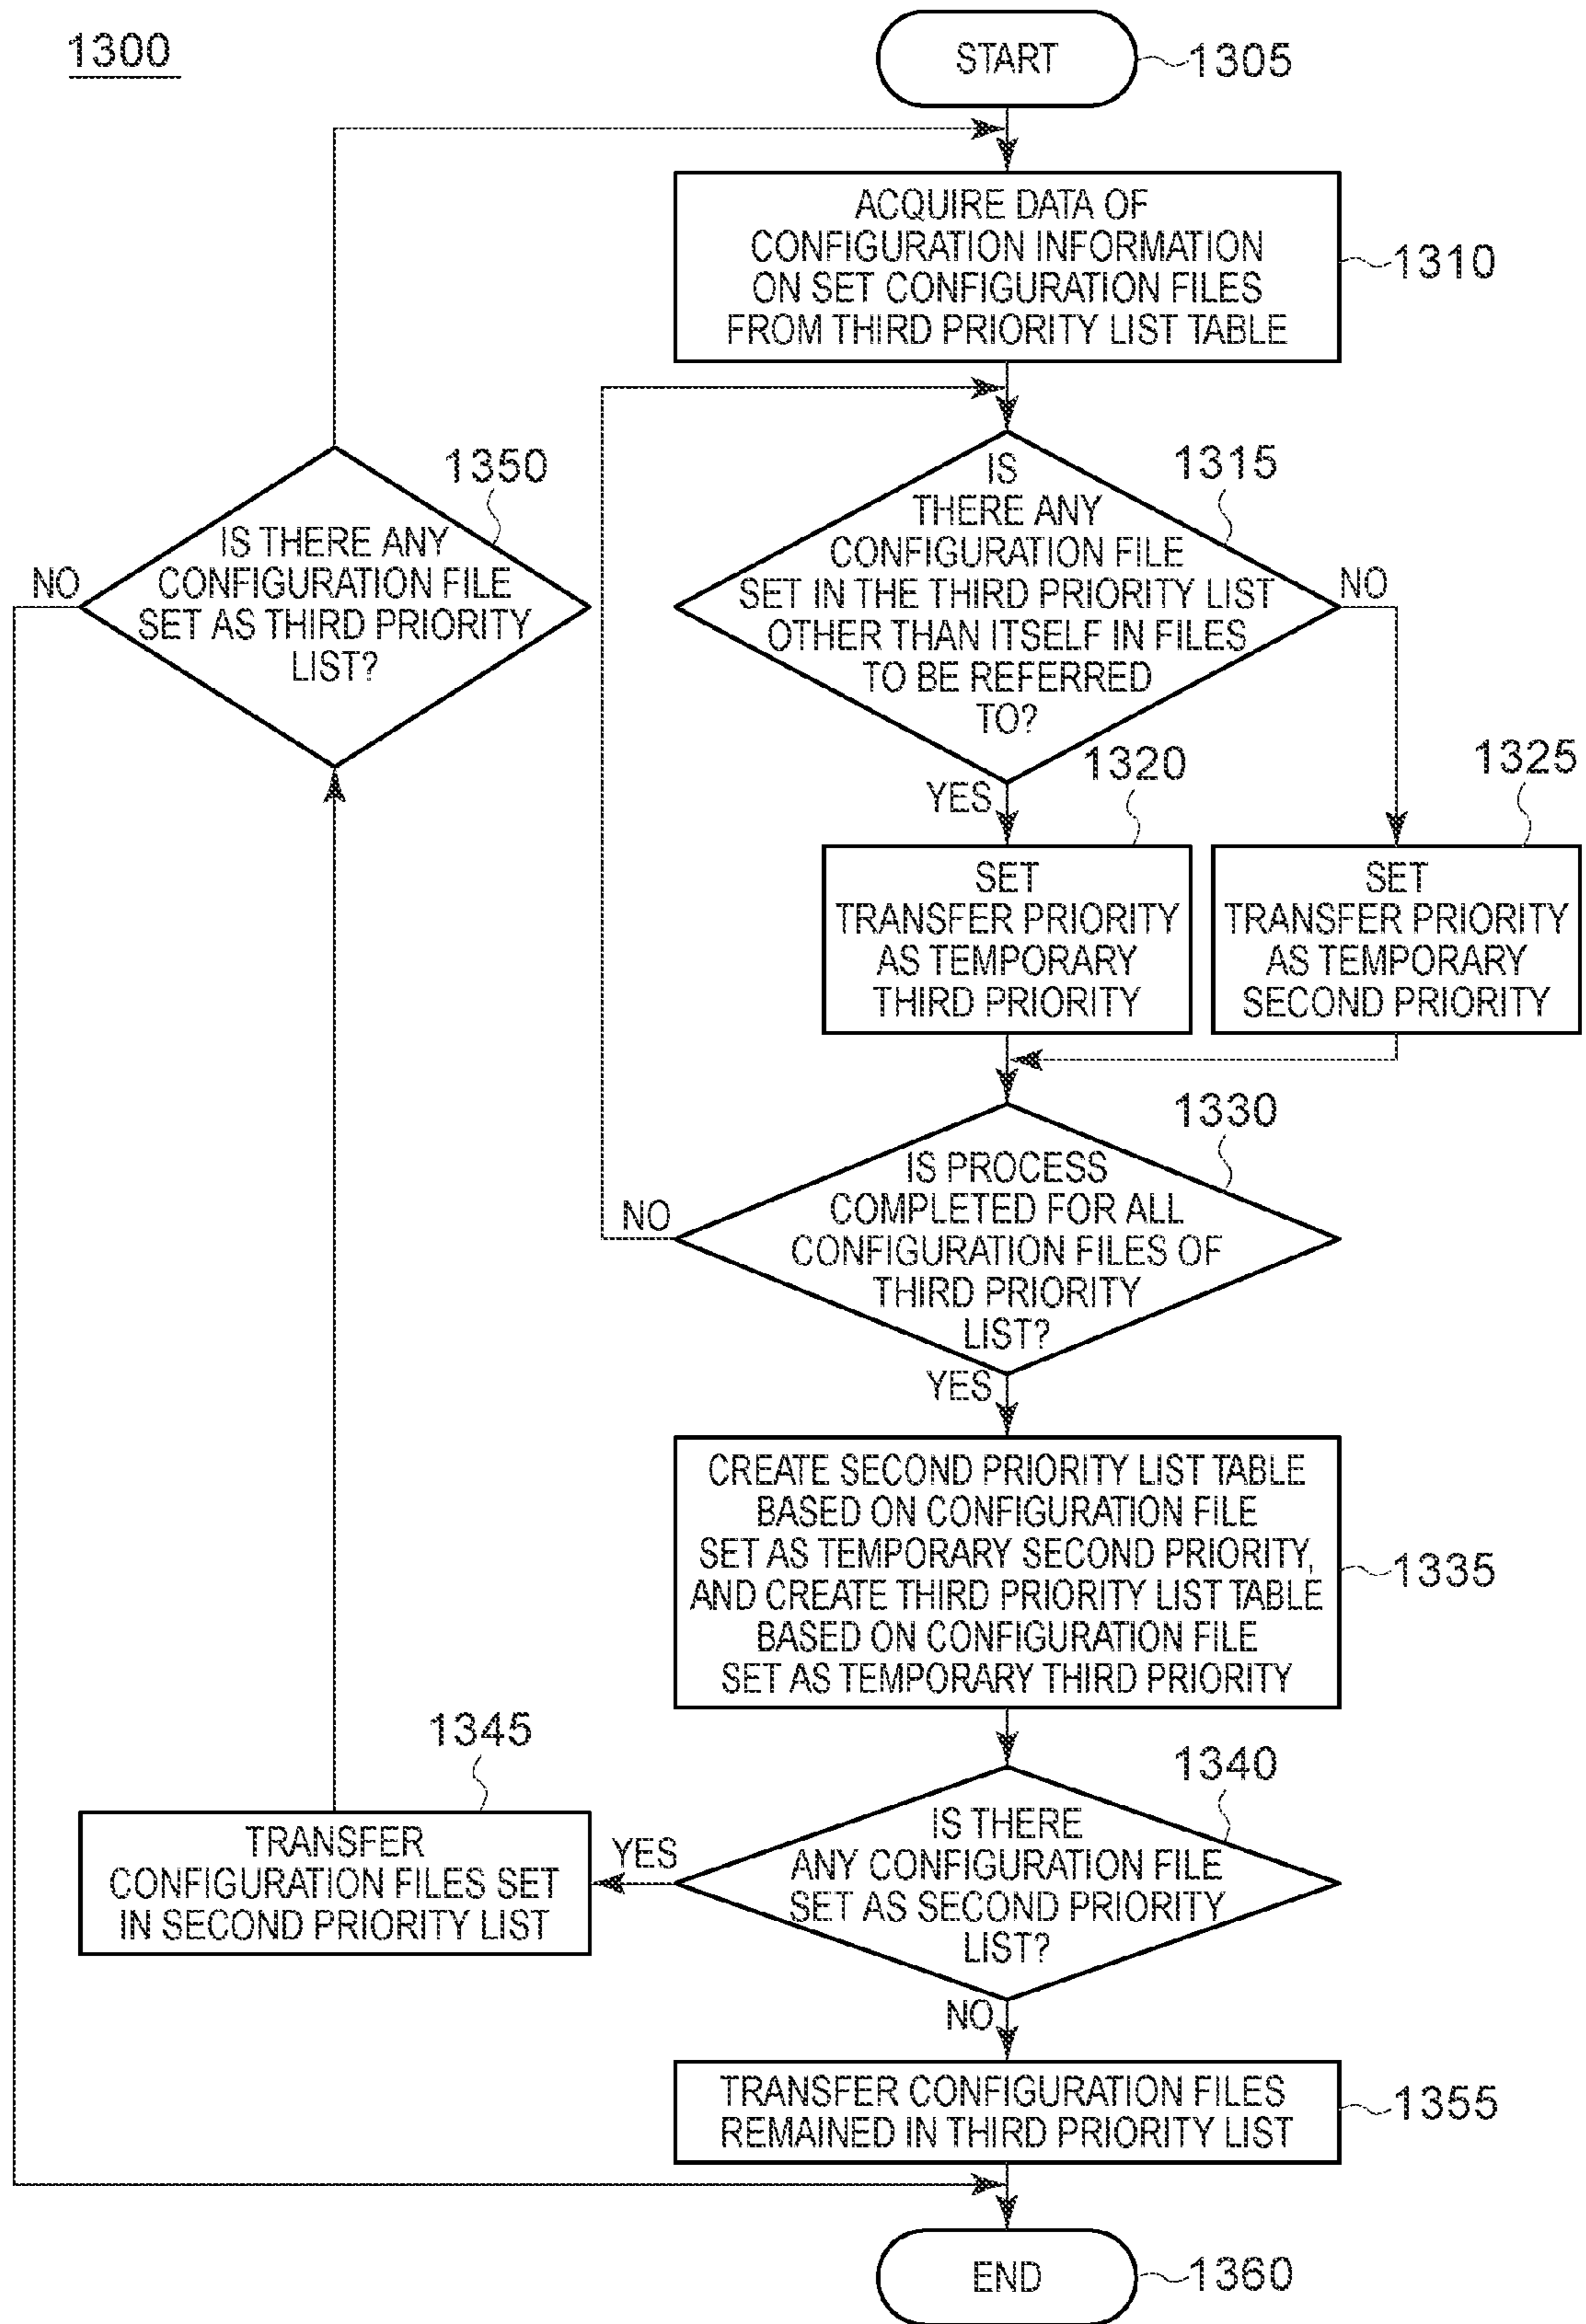 1300
START
1305
ACQUIRE DATA OF
CONFIGURATION INFORMATION
ON SET CONFIGURATION FILES
FROM THIRD PRIORITY LIST TABLE
1310
1350
IS THERE ANY
CONFIGURATION FILE
SET AS THIRD PRIORITY
LIST?
NO
1315
IS
THERE ANY
CONFIGURATION FILE
SET IN THE THIRD PRIORITY LIST
OTHER THAN ITSELF IN FILES
TO BE REFERRED
TO?
NO
YES
1320
SET
TRANSFER PRIORITY
AS TEMPORARY
THIRD PRIORITY
1325
SET
TRANSFER PRIORITY
AS TEMPORARY
SECOND PRIORITY
1330
IS PROCESS
COMPLETED FOR ALL
CONFIGURATION FILES OF
THIRD PRIORITY
LIST?
NO
YES
CREATE SECOND PRIORITY LIST TABLE
BASED ON CONFIGURATION FILE
SET AS TEMPORARY SECOND PRIORITY,
AND CREATE THIRD PRIORITY LIST TABLE
BASED ON CONFIGURATION FILE
SET AS TEMPORARY THIRD PRIORITY
1335
1340
IS THERE
ANY CONFIGURATION FILE
SET AS SECOND PRIORITY
LIST?
YES
1345
TRANSFER
CONFIGURATION FILES SET
IN SECOND PRIORITY LIST
NO
TRANSFER CONFIGURATION FILES
REMAINED IN THIRD PRIORITY LIST
1355
END
1360